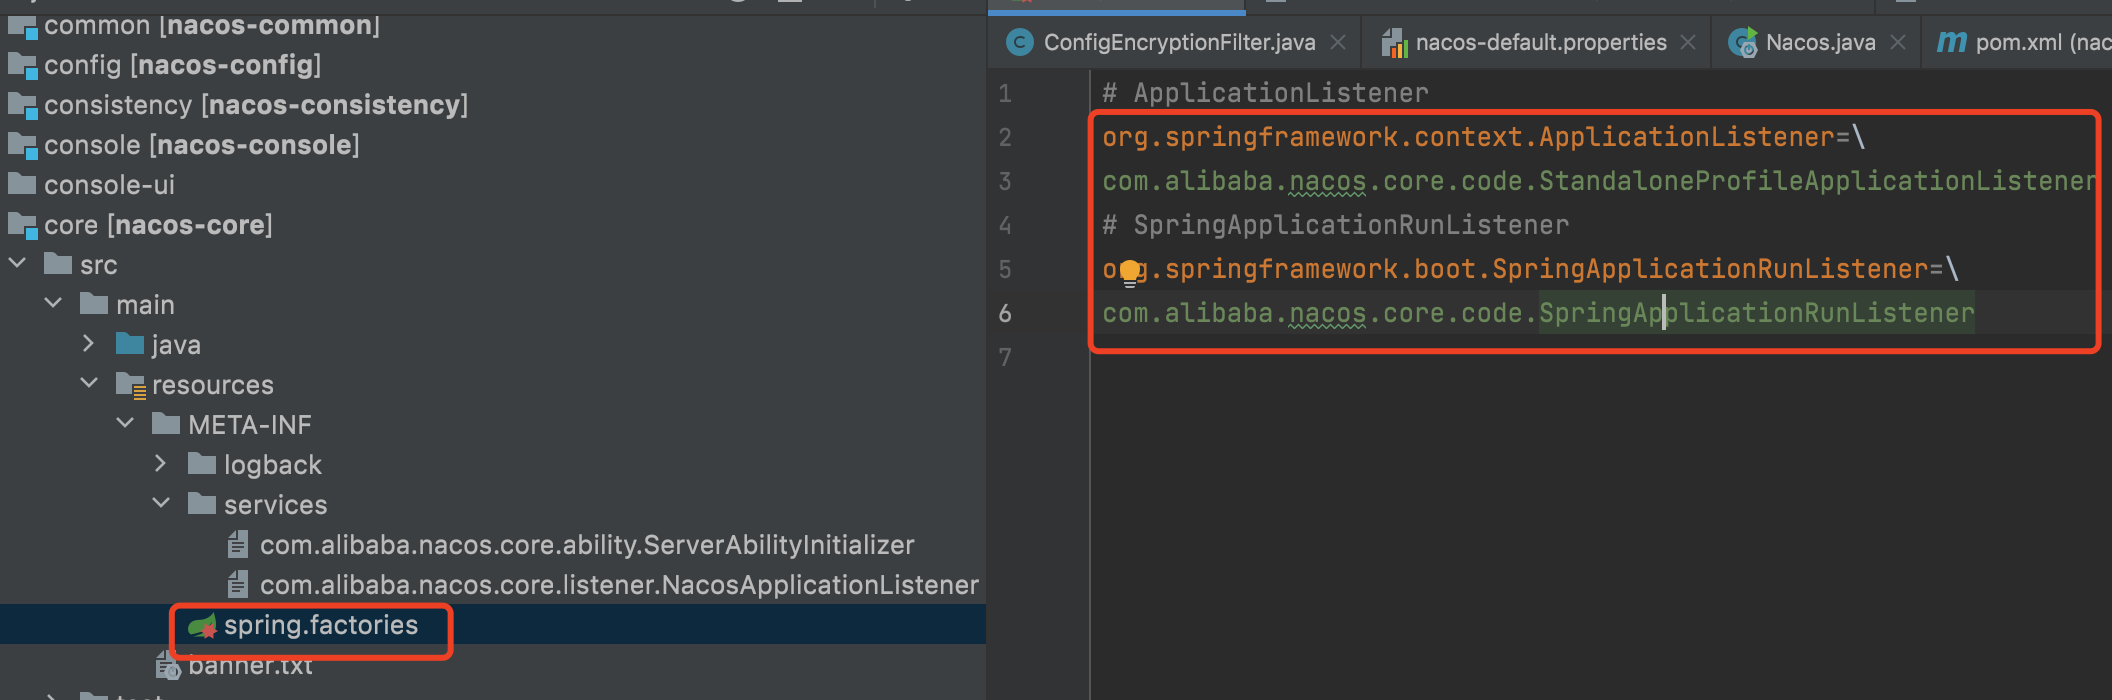 common [nacos-common]
config [nacos-config]
consistency [nacos-consistency]
console [nacos-console]
console-ui
core [nacos-core]
src
main
java
resources
META-INF
logback
services
com.alibaba.nacos.core.ability.ServerAbilityInitializer
com.alibaba.nacos.core.listener.NacosApplicationListener
spring.factories
banner.txt
ConfigEncryptionFilter.java
nacos-default.properties
Nacos.java
pom.xml (nac
1 # ApplicationListener
2 org.springframework.context.ApplicationListener=\
3 com.alibaba.nacos.core.code.StandaloneProfileApplicationListener
4 # SpringApplicationRunListener
5 org.springframework.boot.SpringApplicationRunListener=\
6 com.alibaba.nacos.core.code.SpringApplicationRunListener
7